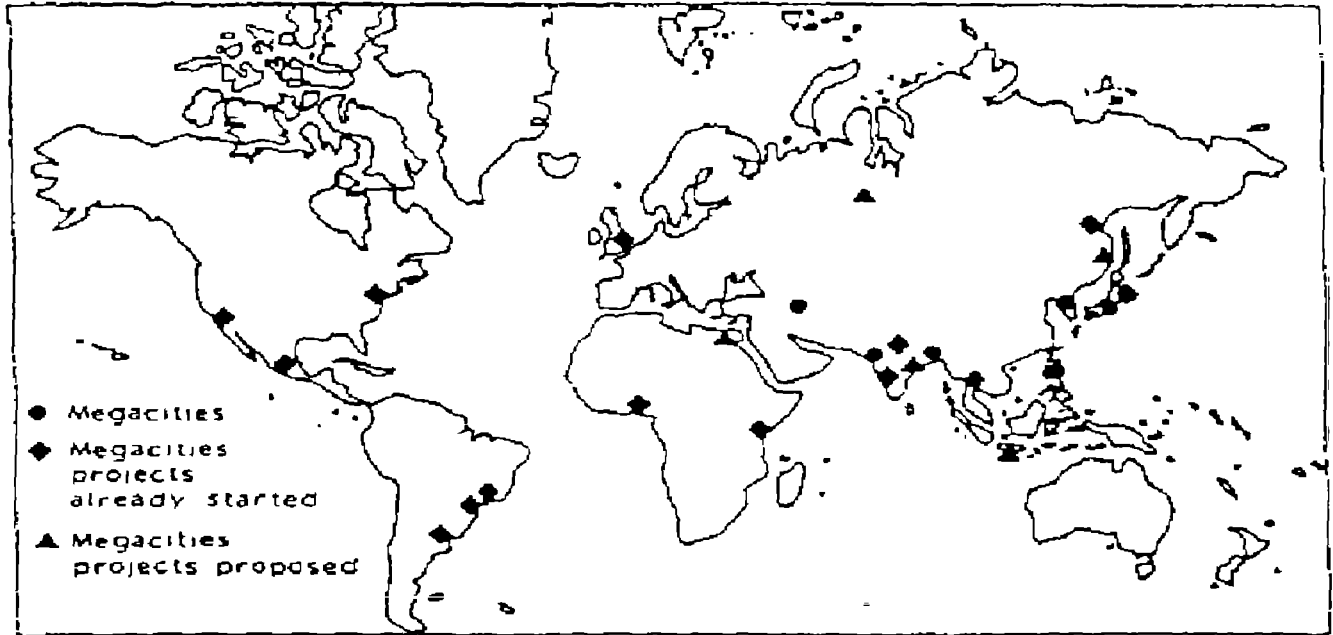 Megacities
Megacities
projects
already started
Megacities
projects proposed